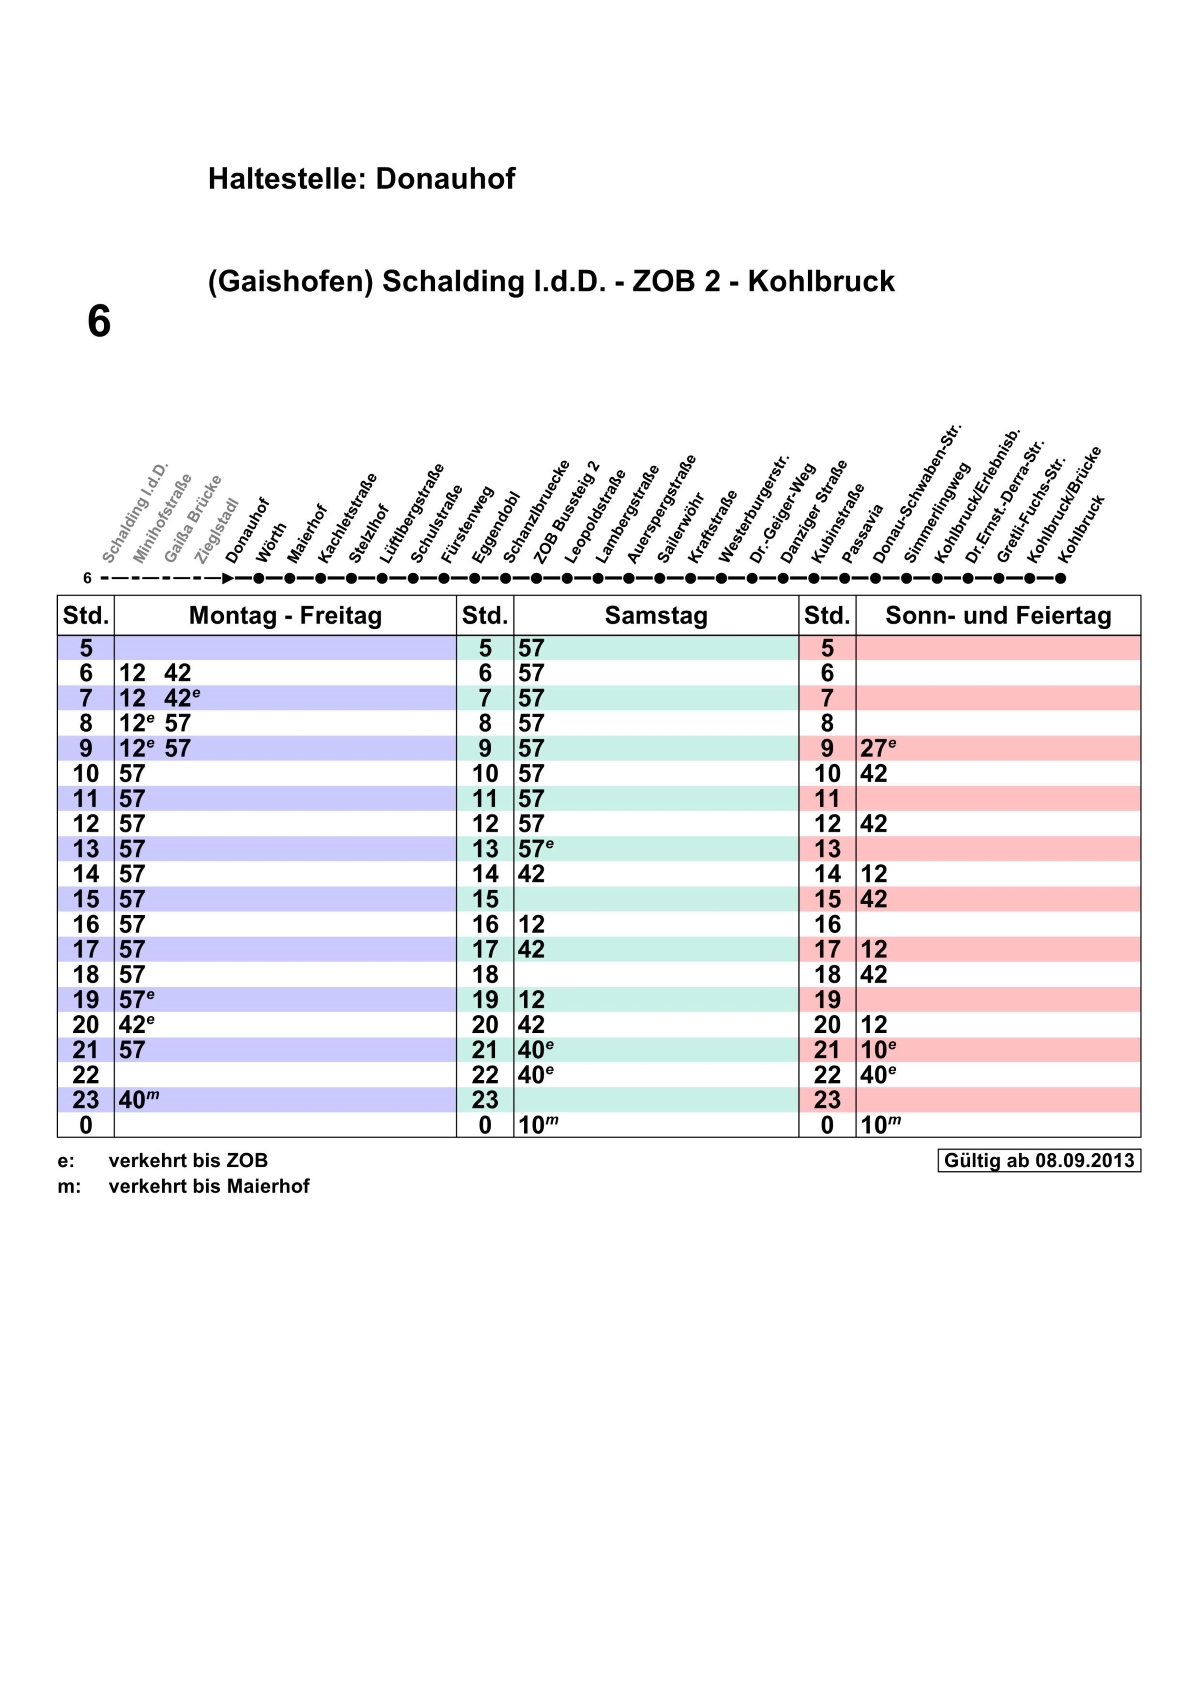 Haltestelle: Donauhof
(Gaishofen) Schalding l.d.D. - ZOB 2 - Kohlbruck
6
Schalding l.d.D.
Minihofstraße
Gaißa Brücke
Zieglstadl
Donauhof
Wörth
Maierhof
Kachletstraße
Stelzlhof
Lüftlbergstraße
Schulstraße
Fürstenweg
Eggendobl
Schanzlbruecke
ZOB Bussteig 2
Leopoldstraße
Lambergstraße
Auerspergstraße
Sailerwöhr
Kraftstraße
Westerburgerstr.
Dr.-Geiger-Weg
Danziger Straße
Kubinstraße
Passavia
Donau-Schwaben-Str.
Simmerlingweg
Kohlbruck/Erlebnisb.
Dr.Ernst.-Derra-Str.
Gretli-Fuchs-Str.
Kohlbruck/Brücke
Kohlbruck
6
Std. Montag - Freitag Std. Samstag Std. Sonn- und Feiertag
5 5 57 5
6 12 42 6 57 6
7 12 42e 7 57 7
8 12e 57 8 57 8
9 12e 57 9 57 9 27e
10 57 10 57 10 42
11 57 11 57 11
12 57 12 57 12 42
13 57 13 57e 13
14 57 14 42 14 12
15 57 15 15 42
16 57 16 12 16
17 57 17 42 17 12
18 57 18 18 42
19 57e 19 12 19
20 42e 20 42 20 12
21 57 21 40e 21 10e
22 22 40e 22 40e
23 40m 23 23
0 0 10m 0 10m
e: verkehrt bis ZOB Gültig ab 08.09.2013
m: verkehrt bis Maierhof